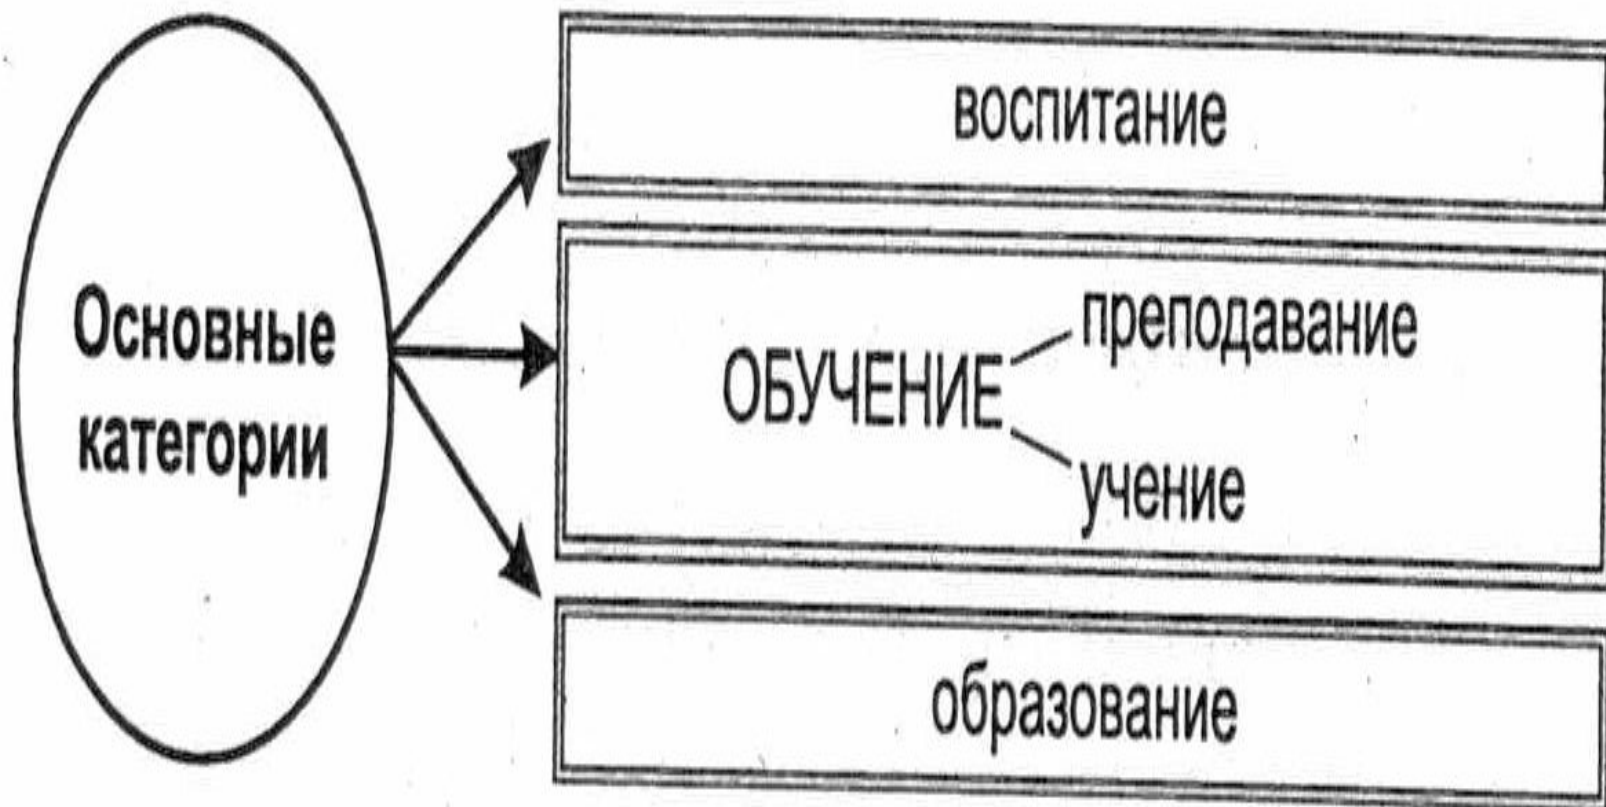 Основные
категории
воспитание
ОБУЧЕНИЕ
преподавание
учение
образование